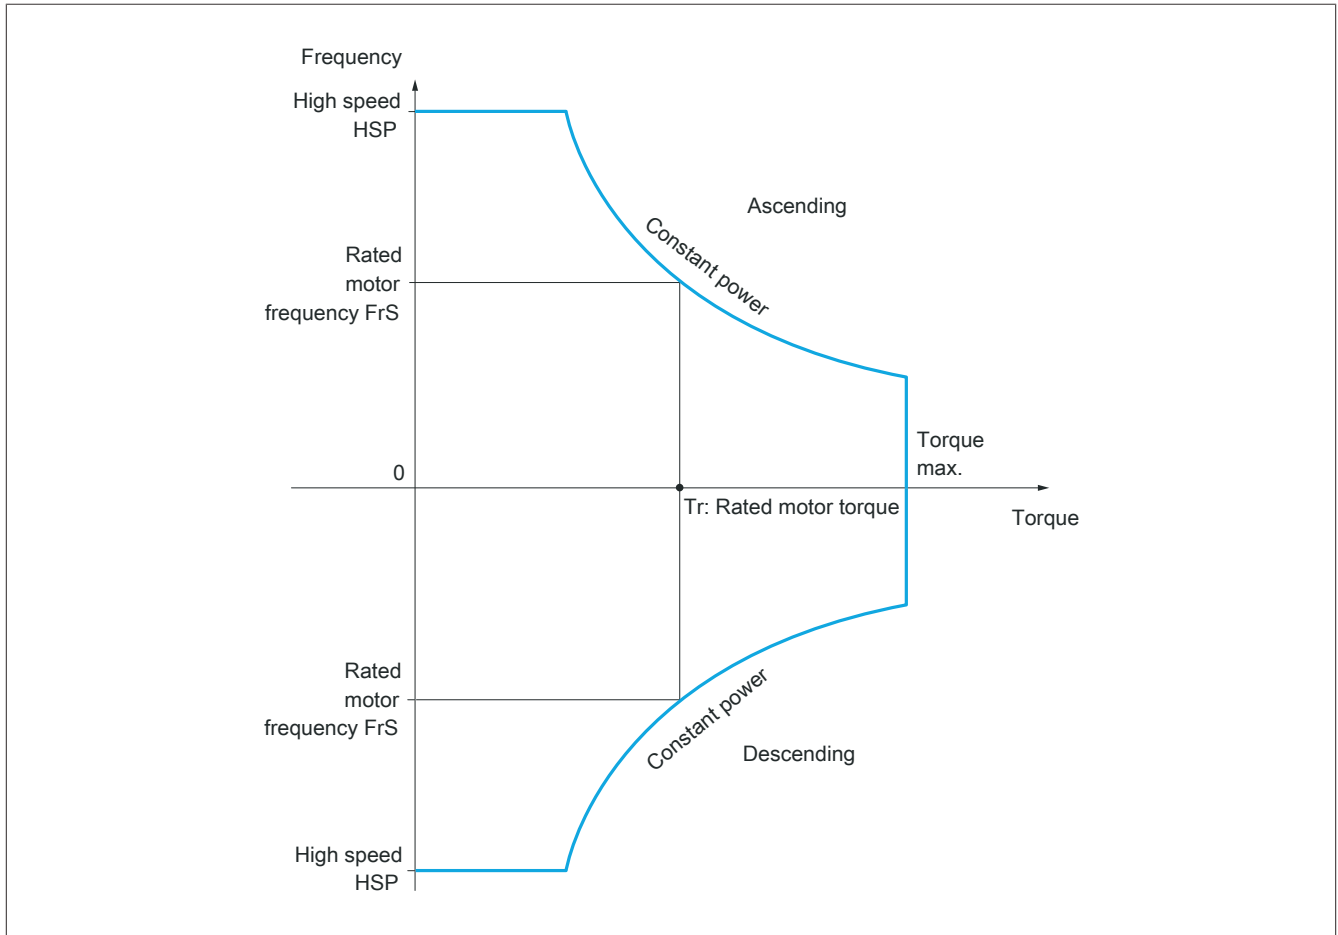 Frequency
High speed
HSP
Ascending
Constant power
Rated
motor
frequency FrS
Torque
max.
0
Tr: Rated motor torque
Torque
Rated
motor
frequency FrS
Constant power
Descending
High speed
HSP